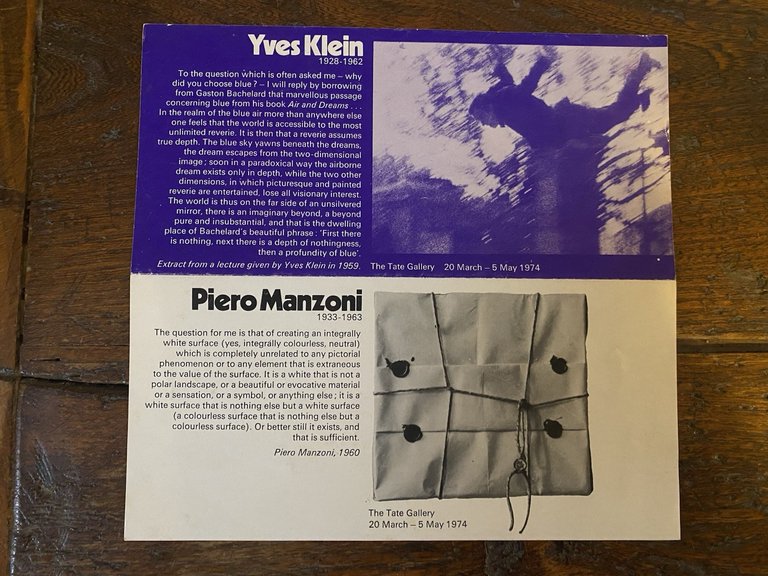 Yves Klein
1928-1962
To the question which is often asked me – why
did you choose blue? – I will reply by borrowing
from Gaston Bachelard that marvellous passage
concerning blue from his book Air and Dreams . . .
In the realm of the blue air more than anywhere else
one feels that the world is accessible to the most
unlimited reverie. It is then that a reverie assumes
true depth. The blue sky yawns beneath the dreams,
the dream escapes from the two-dimensional
image; soon in a paradoxical way the airborne
dream exists only in depth, while the two other
dimensions, in which picturesque and painted
reverie are entertained, lose all visionary interest.
The world is thus on the far side of an unsilvered
mirror, there is an imaginary beyond, a beyond
pure and insubstantial, and that is the dwelling
place of Bachelard's beautiful phrase: 'First there
is nothing, next there is a depth of nothingness,
then a profundity of blue'.
Extract from a lecture given by Yves Klein in 1959.
The Tate Gallery 20 March – 5 May 1974
Piero Manzoni
1933-1963
The question for me is that of creating an integrally
white surface (yes, integrally colourless, neutral)
which is completely unrelated to any pictorial
phenomenon or to any element that is extraneous
to the value of the surface. It is a white that is not a
polar landscape, or a beautiful or evocative material
or a sensation, or a symbol, or anything else; it is a
white surface that is nothing else but a white surface
(a colourless surface that is nothing else but a
colourless surface). Or better still it exists, and
that is sufficient.
Piero Manzoni, 1960
The Tate Gallery
20 March – 5 May 1974